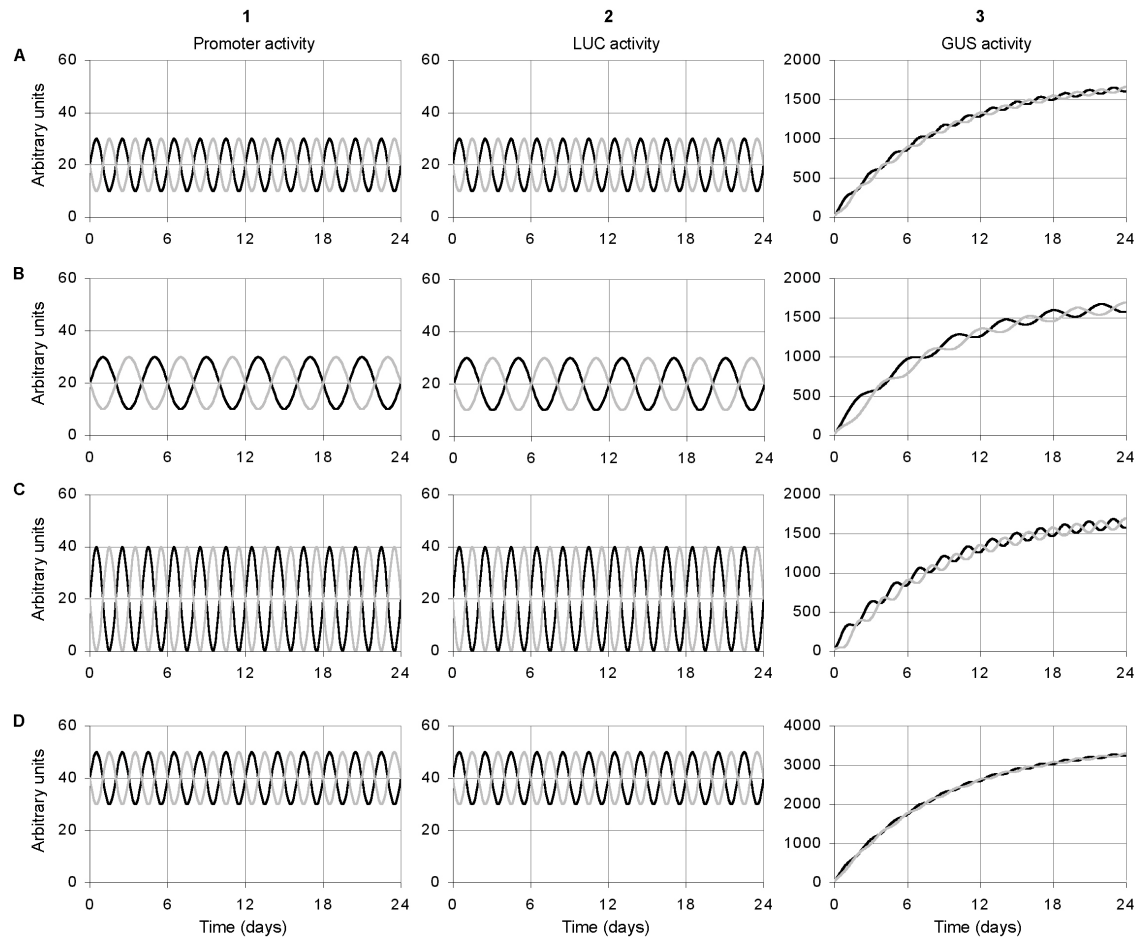 1 2 3
Promoter activity LUC activity GUS activity
A
Arbitrary units
60 60 2000
40 40 1500
1000
20 20
500
0 0 0
0 6 12 18 24 0 6 12 18 24 0 6 12 18 24
B
Arbitrary units
60 60 2000
40 40 1500
1000
20 20
500
0 0 0
0 6 12 18 24 0 6 12 18 24 0 6 12 18 24
C
Arbitrary units
60 60 2000
40 40 1500
1000
20 20
500
0 0 0
0 6 12 18 24 0 6 12 18 24 0 6 12 18 24
D
Arbitrary units
60 60 4000
40 40 3000
2000
20 20
1000
0 0 0
0 6 12 18 24 0 6 12 18 24 0 6 12 18 24
Time (days) Time (days) Time (days)